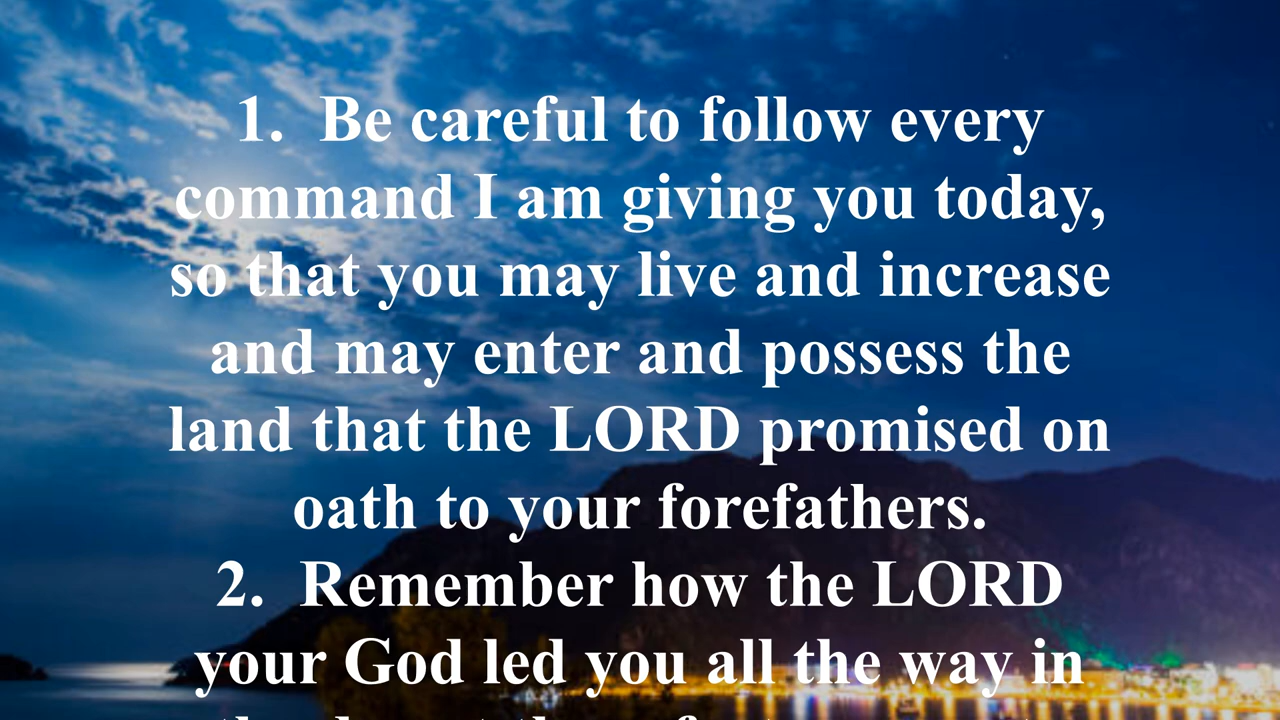 1. Be careful to follow every
command I am giving you today,
so that you may live and increase
and may enter and possess the
land that the LORD promised on
oath to your forefathers.
2. Remember how the LORD
your God led you all the way in